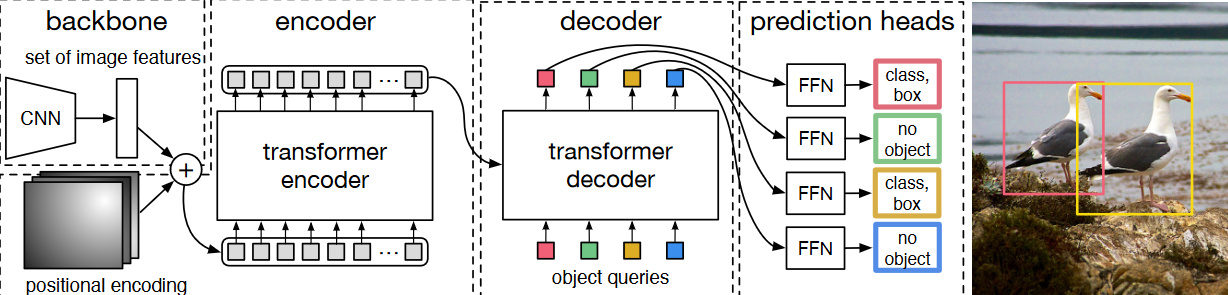 backbone
set of image features
CNN
+
positional encoding
encoder
...
transformer
encoder
...
decoder
transformer
decoder
object queries
prediction heads
FFN
class,
box
FFN
no
object
FFN
class,
box
FFN
no
object